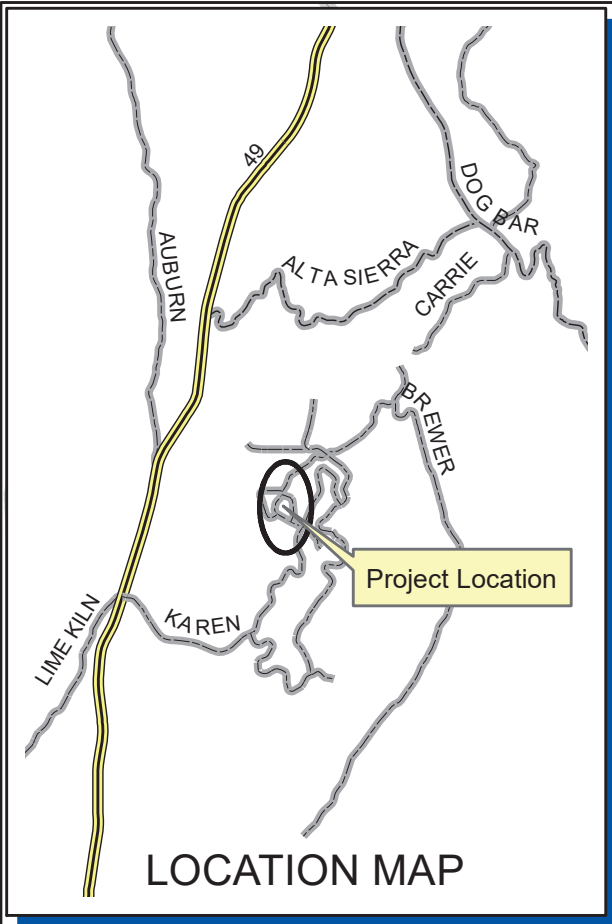 49
DOG BAR
AUBURN
ALTA SIERRA
CARRIE
BREWER
Project Location
LIME KILN
KAREN
LOCATION MAP